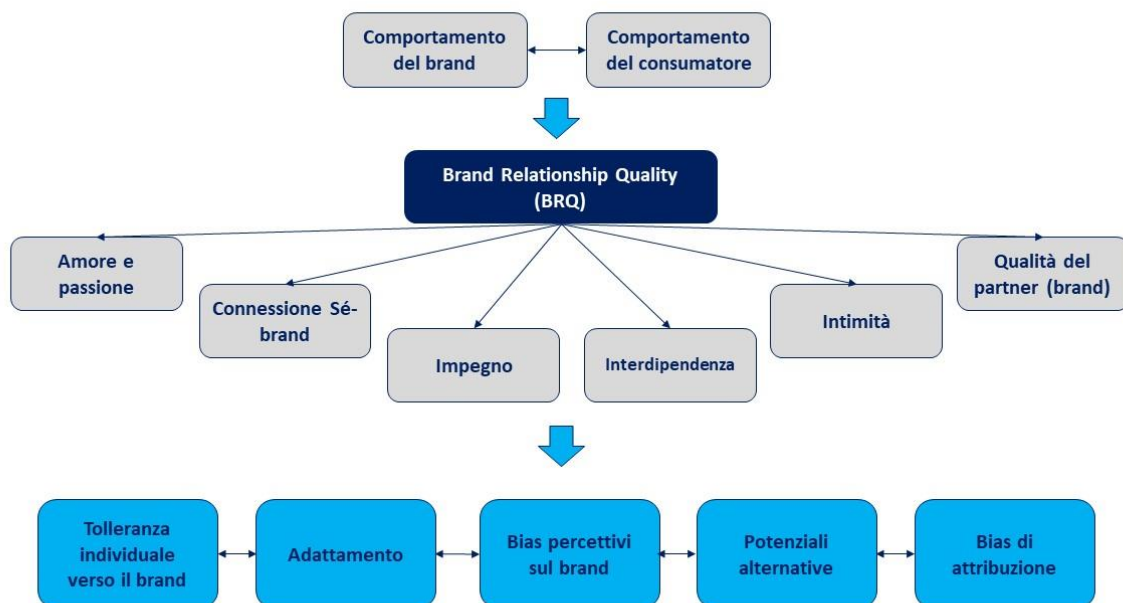 Comportamento
del brand
Comportamento
del consumatore
Brand Relationship Quality
(BRQ)
Amore e
passione
Connessione Sé-
brand
Impegno
Interdipendenza
Intimità
Qualità del
partner (brand)
Tolleranza
individuale
verso il brand
Adattamento
Bias percettivi
sul brand
Potenziali
alternative
Bias di
attribuzione